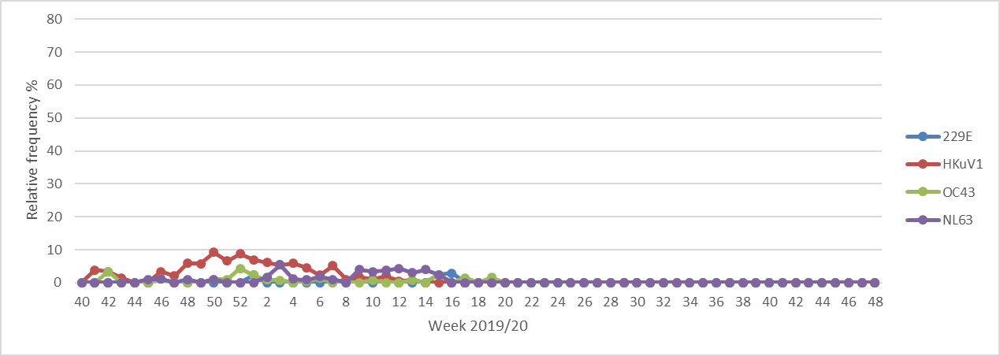 80
70
60
50
40
30
20
10
0
Relative frequency %
40 42 44 46 48 50 52 2 4 6 8 10 12 14 16 18 20 22 24 26 28 30 32 34 36 38 40 42 44 46 48
Week 2019/20
229E
HKuV1
OC43
NL63